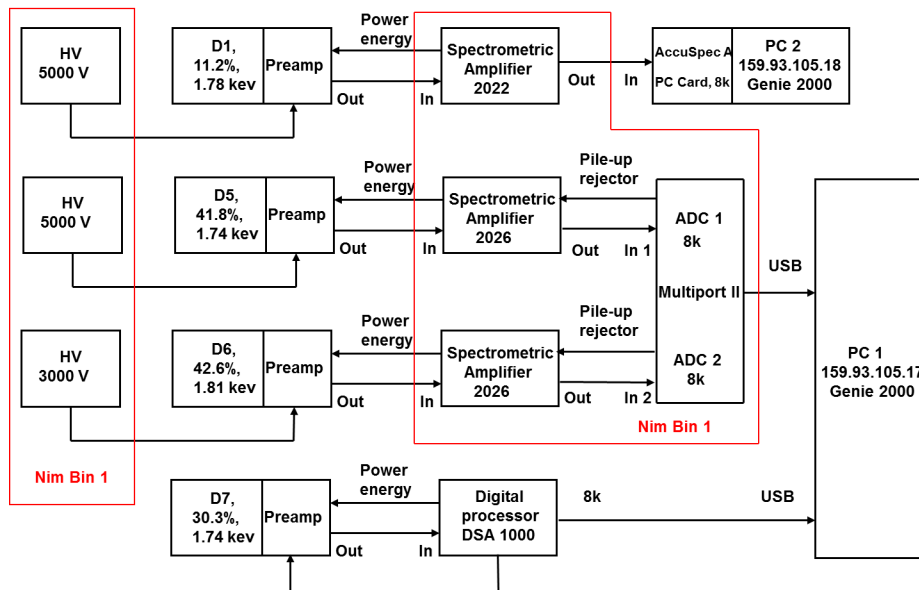 HV
5000 V
D1,
11.2%,
1.78 kev
Preamp
Power
energy
Out
In
Spectrometric
Amplifier
2022
Out
In
AccuSpec A
PC Card, 8k
PC 2
159.93.105.18
Genie 2000
HV
5000 V
D5,
41.8%,
1.74 kev
Preamp
Power
energy
Out
In
Spectrometric
Amplifier
2026
Pile-up
rejector
Out
In 1
ADC 1
8k
Multiport II
ADC 2
8k
USB
PC 1
159.93.105.17
Genie 2000
HV
3000 V
D6,
42.6%,
1.81 kev
Preamp
Power
energy
Out
In
Spectrometric
Amplifier
2026
Pile-up
rejector
Out
In 2
Nim Bin 1
Nim Bin 1
D7,
30.3%,
1.74 kev
Preamp
Power
energy
Out
In
Digital
processor
DSA 1000
8k
USB